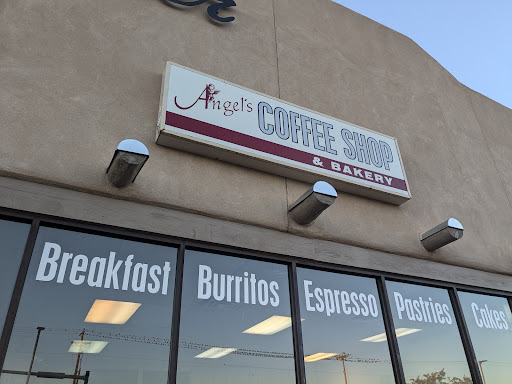 Angel's
COFFEE SHOP
& BAKERY
Breakfast Burritos Espresso Pastries Cakes